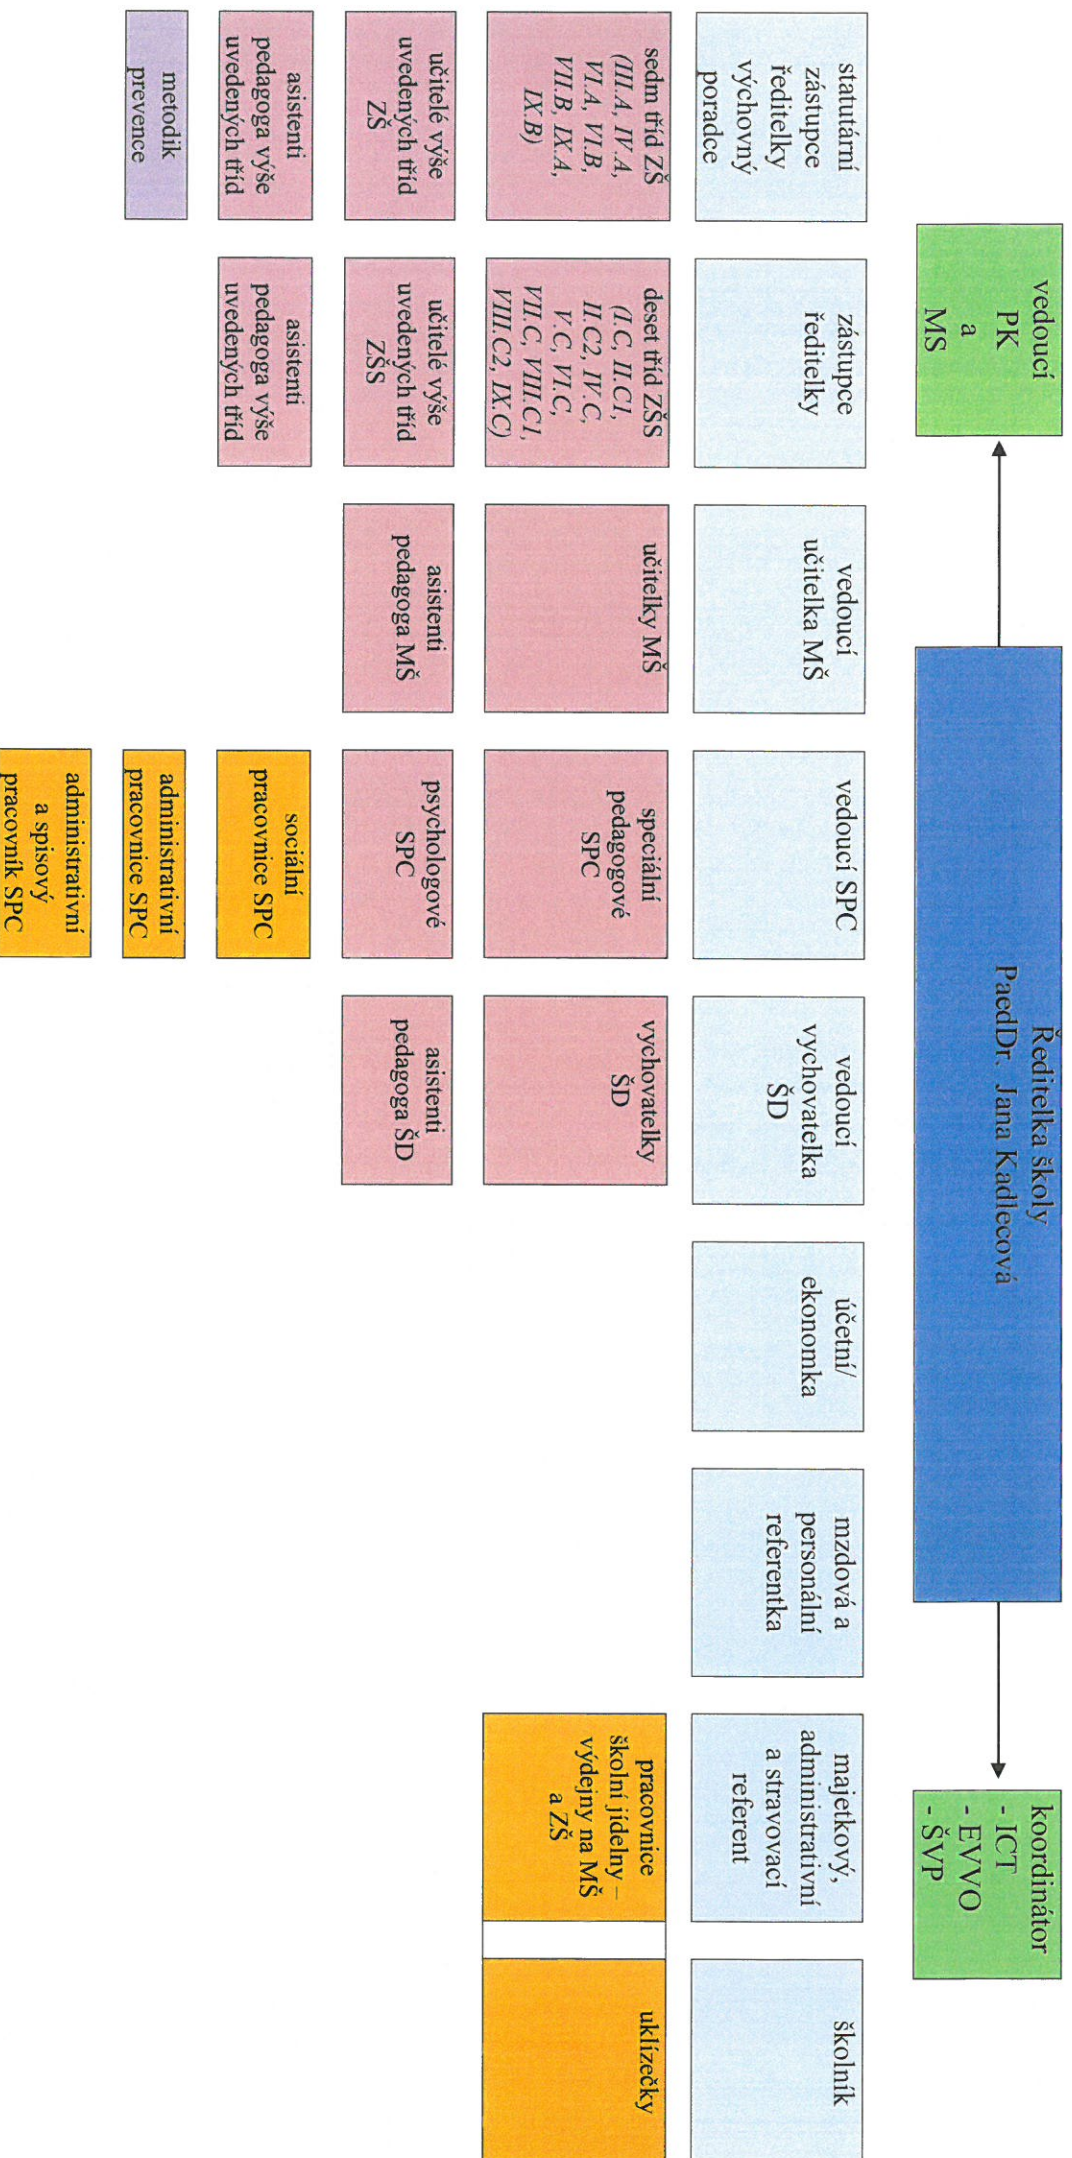 Ředitelka školy
PaedDr. Jana Kadlecová
vedoucí
PK
a
MS
koordinátor
- ICT
- EVVO
- ŠVP
statutární
zástupce
ředitelky
výchovný
poradce
zástupce
ředitelky
vedoucí
učitelka MŠ
vedoucí SPC
vedoucí
vychovatelka
ŠD
účetní/
ekonomka
mzdová a
personální
referentka
majetkový,
administrativní
a stravovací
referent
školník
sedm tříd ZŠ
(III.A, IV.A,
VI.A, VI.B,
VII.B, IX.A,
IX.B)
deset tříd ZŠS
(I.C, II.C1,
II.C2, IV.C,
V.C, VI.C,
VII.C, VIII.C1,
VIII.C2, IX.C)
učitelky MŠ
speciální
pedagogové
SPC
vychovatelky
ŠD
pracovnice
školní jídelny –
výdejny na MŠ
a ZŠ
uklízečky
učitelé výše
uvedených tříd
ZŠ
učitelé výše
uvedených tříd
ZŠS
asistenti
pedagoga MŠ
psychologové
SPC
asistenti
pedagoga ŠD
asistenti
pedagoga výše
uvedených tříd
asistenti
pedagoga výše
uvedených tříd
sociální
pracovnice SPC
metodik
prevence
administrativní
pracovnice SPC
administrativní
a spisový
pracovník SPC